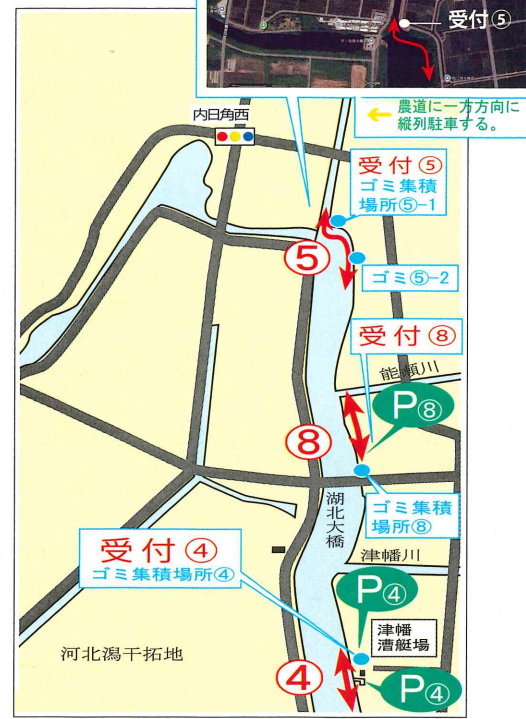 受付⑤
← 農道に一方方向に
縦列駐車する。
内日角西
受付⑤
ゴミ集積
場所⑤-1
⑤
ゴミ⑤-2
受付⑧
能瀬川
P⑧
⑧
湖北大橋
ゴミ集積
場所⑧
受付④
ゴミ集積場所④
津幡川
P④
津幡
漕艇場
河北潟干拓地
④
P④